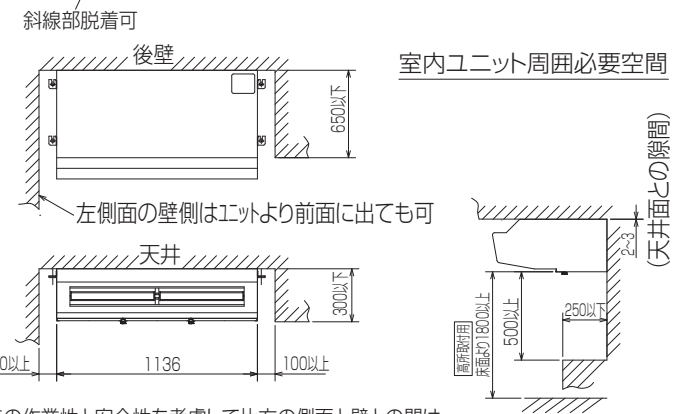 斜線部脱着可
後壁
室内ユニット周囲必要空間
650以下
左側面の壁側はユニットより前面に出ても可
天井
300以下
0以上
1136
100以上
2~3
(天井面との隙間)
高所取付用
床面より1800以上
500以上
250以下